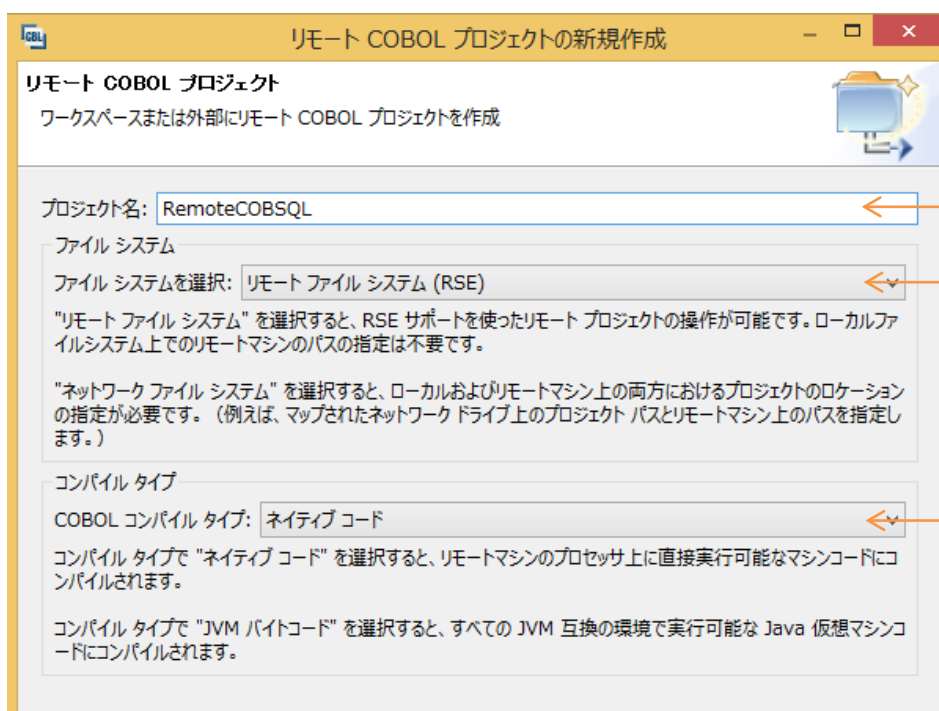 CBL
リモート COBOL プロジェクトの新規作成
リモート COBOL プロジェクト
ワークスペースまたは外部にリモート COBOL プロジェクトを作成
プロジェクト名: RemoteCOBSQL
ファイル システム
ファイル システムを選択: リモート ファイル システム (RSE)
"リモート ファイル システム" を選択すると、RSE サポートを使ったリモート プロジェクトの操作が可能です。ローカルファ
イルシステム上でのリモートマシンのパスの指定は不要です。
"ネットワーク ファイル システム" を選択すると、ローカルおよびリモートマシン上の両方におけるプロジェクトのロケーション
の指定が必要です。（例えば、マップされたネットワーク ドライブ上のプロジェクト パスとリモートマシン上のパスを指定し
ます。）
コンパイル タイプ
COBOL コンパイル タイプ: ネイティブ コード
コンパイル タイプで "ネイティブ コード" を選択すると、リモートマシンのプロセッサ上に直接実行可能なマシンコードにコ
ンパイルされます。
コンパイル タイプで "JVM バイトコード" を選択すると、すべての JVM 互換の環境で実行可能な Java 仮想マシンコ
ードにコンパイルされます。